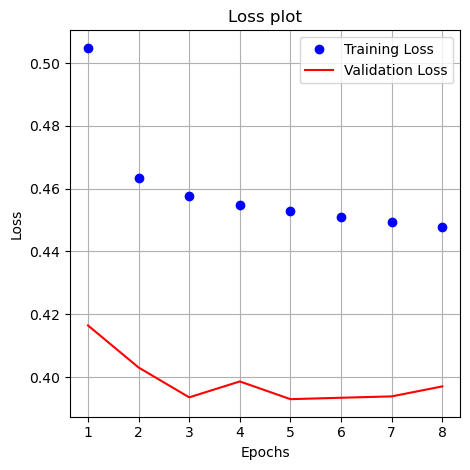 Loss plot
Training Loss
Validation Loss
0.50
0.48
0.46
0.44
0.42
0.40
Loss
1 2 3 4 5 6 7 8
Epochs